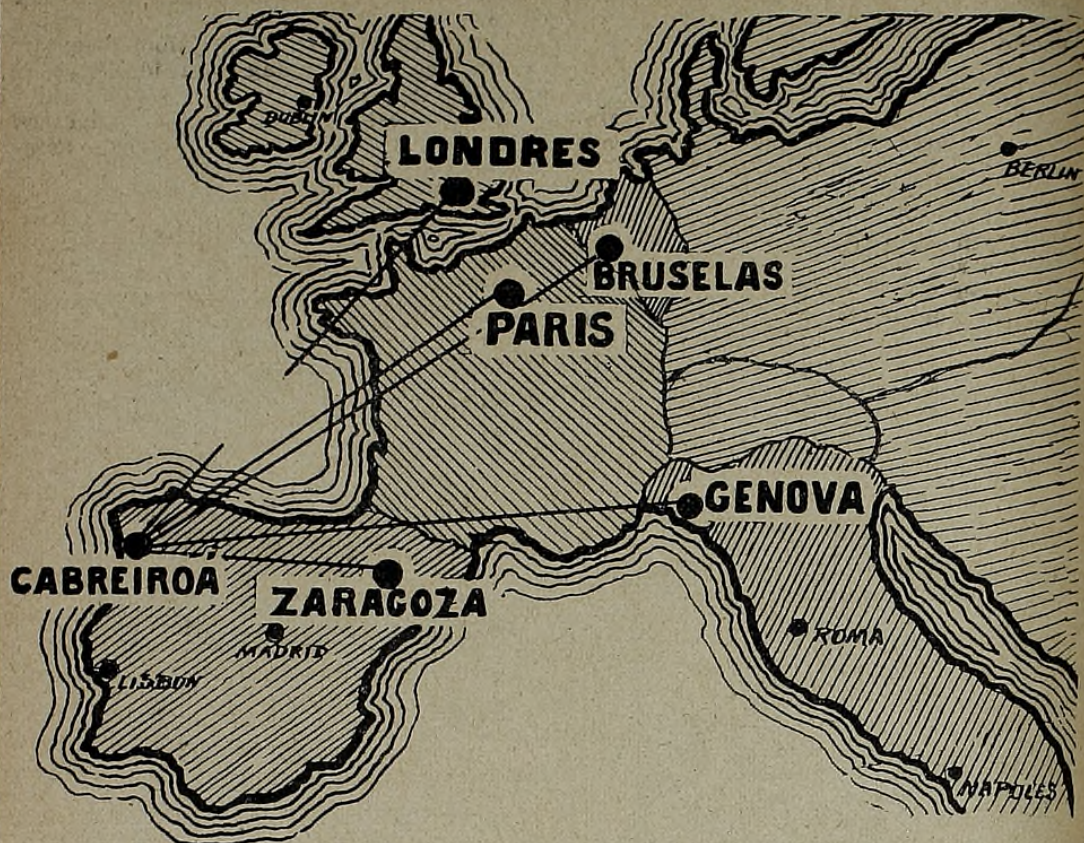 DUBLIN
LONDRES
BERLIN
BRUSELAS
PARIS
GENOVA
CABREIROA
ZARAGOZA
ROMA
MADRID
LISBON
NAPOLES